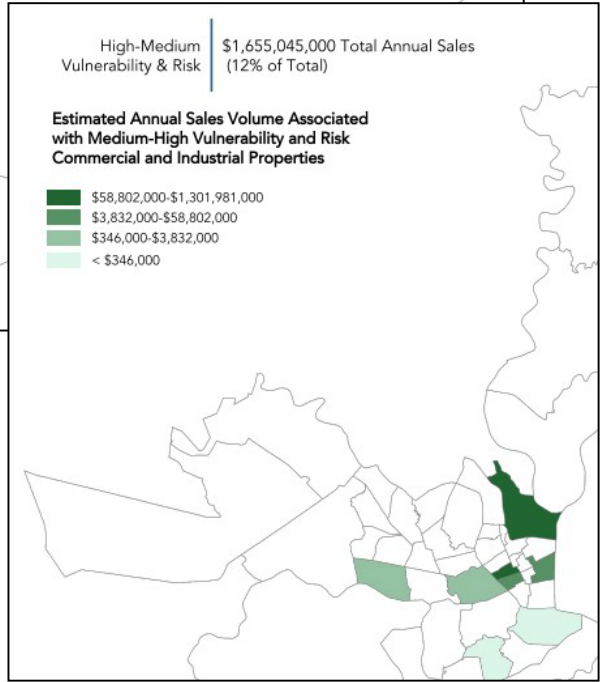 High-Medium
Vulnerability & Risk
$1,655,045,000 Total Annual Sales
(12% of Total)
Estimated Annual Sales Volume Associated
with Medium-High Vulnerability and Risk
Commercial and Industrial Properties
$58,802,000-$1,301,981,000
$3,832,000-$58,802,000
$346,000-$3,832,000
< $346,000